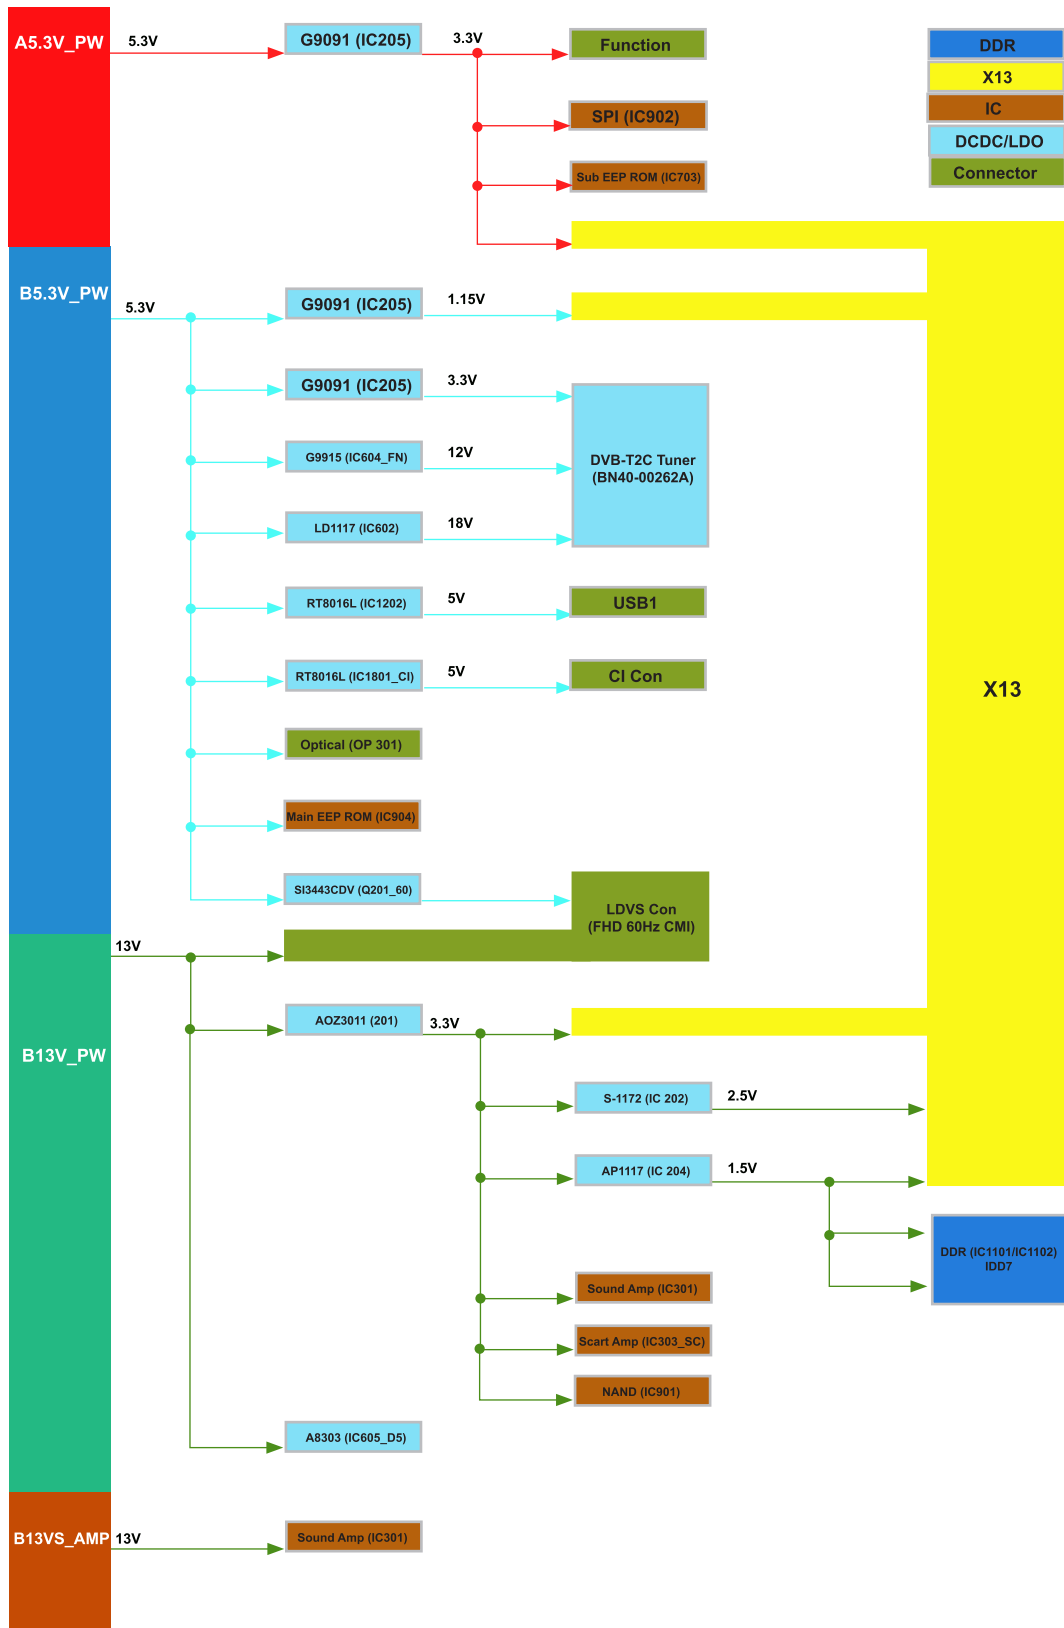 A5.3V_PW
5.3V
G9091 (IC205)
3.3V
Function
SPI (IC902)
Sub EEP ROM (IC703)
DDR
X13
IC
DCDC/LDO
Connector
B5.3V_PW
5.3V
G9091 (IC205)
1.15V
G9091 (IC205)
3.3V
G9915 (IC604_FN)
12V
LD1117 (IC602)
18V
DVB-T2C Tuner
(BN40-00262A)
RT8016L (IC1202)
5V
USB1
RT8016L (IC1801_CI)
5V
CI Con
X13
Optical (OP 301)
Main EEP ROM (IC904)
SI3443CDV (Q201_60)
LDVS Con
(FHD 60Hz CMI)
13V
B13V_PW
AOZ3011 (201)
3.3V
S-1172 (IC 202)
2.5V
AP1117 (IC 204)
1.5V
DDR (IC1101/IC1102)
IDD7
Sound Amp (IC301)
Scart Amp (IC303_SC)
NAND (IC901)
A8303 (IC605_D5)
B13VS_AMP
13V
Sound Amp (IC301)